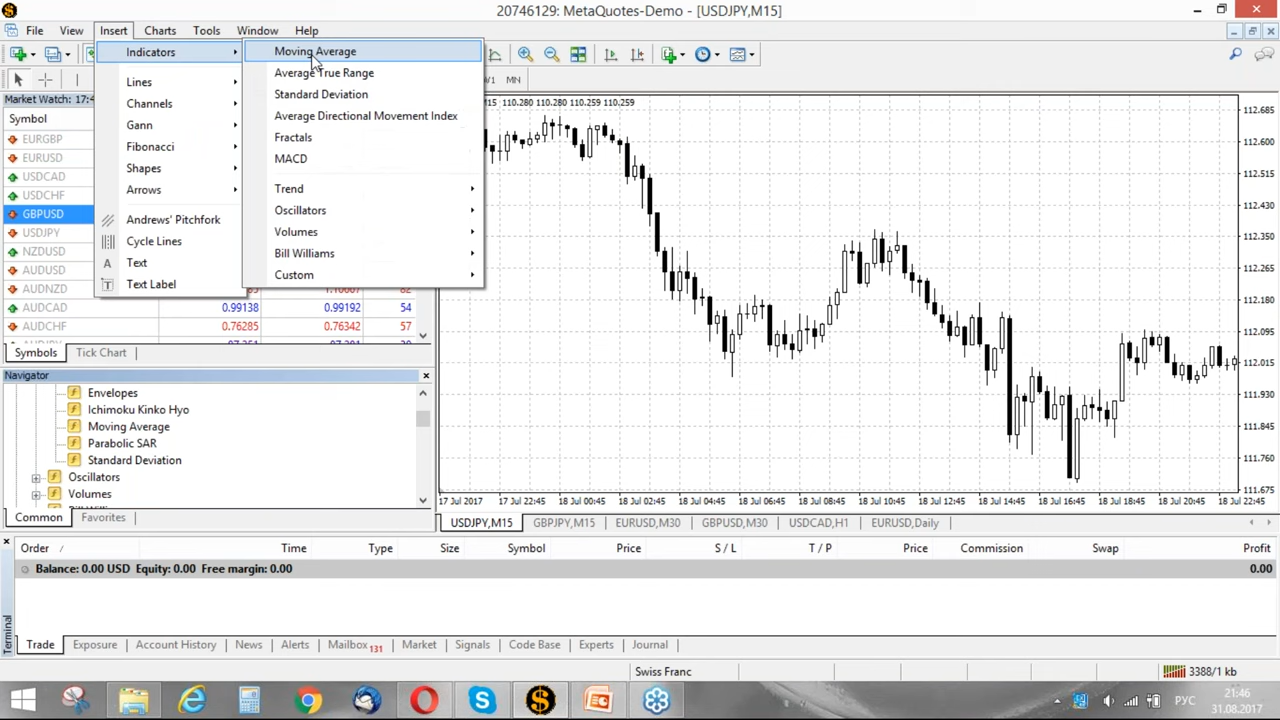 20746129: MetaQuotes-Demo - [USDJPY,M15]
File View Insert Charts Tools Window Help
Indicators
Lines
Channels
Gann
Fibonacci
Shapes
Arrows
Andrews' Pitchfork
Cycle Lines
Text
Text Label
Moving Average
Average True Range
Standard Deviation
Average Directional Movement Index
Fractals
MACD
Trend
Oscillators
Volumes
Bill Williams
Custom
MN
Market Watch: 17:4
Symbol
EURGBP
EURUSD
USDCAD
USDCHF
GBPUSD
USDJPY
NZDUSD
AUDUSD
AUDNZD
AUDCAD 0.99138 0.99192 54
AUDCHF 0.76285 0.76342 57
Symbols Tick Chart
Navigator
Envelopes
Ichimoku Kinko Hyo
Moving Average
Parabolic SAR
Standard Deviation
Oscillators
Volumes
Common Favorites
M15 110.280 110.280 110.259 110.259
112.685
112.600
112.515
112.430
112.350
112.265
112.180
112.095
112.015
111.930
111.845
111.760
111.675
17 Jul 2017 17 Jul 22:45 18 Jul 00:45 18 Jul 02:45 18 Jul 04:45 18 Jul 06:45 18 Jul 08:45 18 Jul 10:45 18 Jul 12:45 18 Jul 14:45 18 Jul 16:45 18 Jul 18:45 18 Jul 20:45 18 Jul 22:45
USDJPY,M15 GBPJPY,M15 EURUSD,M30 GBPUSD,M30 USDCAD,H1 EURUSD,Daily
Order / Time Type Size Symbol Price S / L T / P Price Commission Swap Profit
Balance: 0.00 USD Equity: 0.00 Free margin: 0.00 0.00
Terminal
Trade Exposure Account History News Alerts Mailbox 131 Market Signals Code Base Experts Journal
Swiss Franc 3388/1 kb
РУС
21:46
31.08.2017